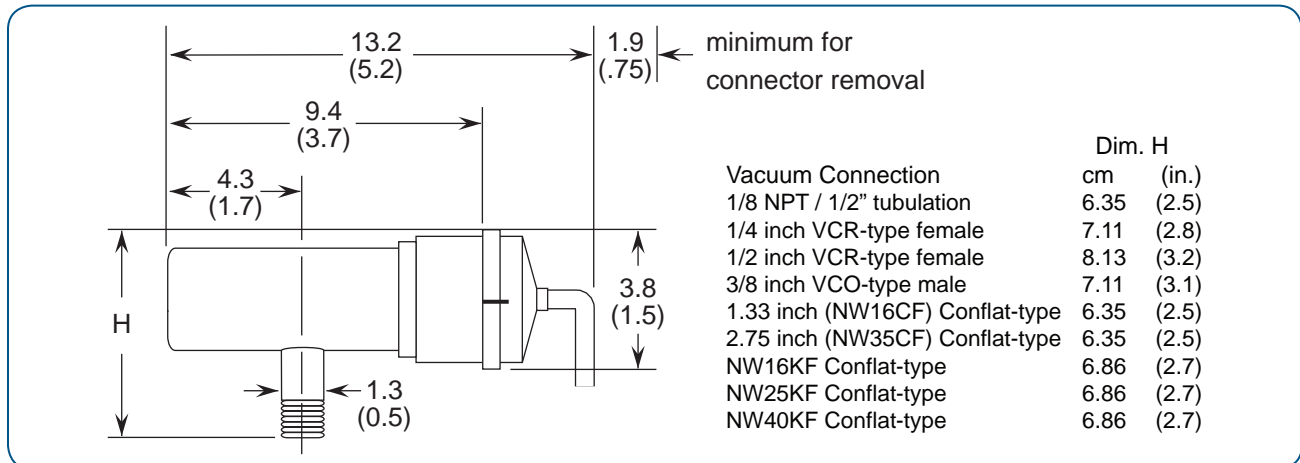 13.2
(5.2)
1.9
(.75)
minimum for
connector removal
9.4
(3.7)
4.3
(1.7)
H
1.3
(0.5)
3.8
(1.5)
Dim. H
Vacuum Connection cm (in.)
1/8 NPT / 1/2” tubulation 6.35 (2.5)
1/4 inch VCR-type female 7.11 (2.8)
1/2 inch VCR-type female 8.13 (3.2)
3/8 inch VCO-type male 7.11 (3.1)
1.33 inch (NW16CF) Conflat-type 6.35 (2.5)
2.75 inch (NW35CF) Conflat-type 6.35 (2.5)
NW16KF Conflat-type 6.86 (2.7)
NW25KF Conflat-type 6.86 (2.7)
NW40KF Conflat-type 6.86 (2.7)